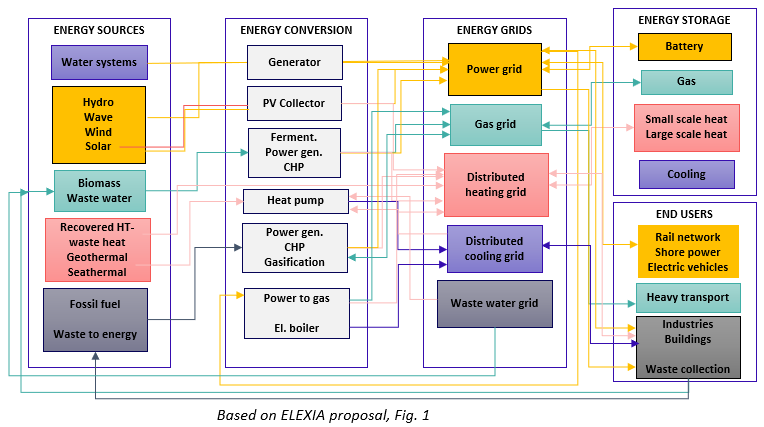 ENERGY SOURCES
Water systems
Hydro
Wave
Wind
Solar
Biomass
Waste water
Recovered HT-
waste heat
Geothermal
Seathermal
Fossil fuel
Waste to energy
ENERGY CONVERSION
Generator
PV Collector
Ferment.
Power gen.
CHP
Heat pump
Power gen.
CHP
Gasification
Power to gas
El. boiler
ENERGY GRIDS
Power grid
Gas grid
Distributed
heating grid
Distributed
cooling grid
Waste water grid
ENERGY STORAGE
Battery
Gas
Small scale heat
Large scale heat
Cooling
END USERS
Rail network
Shore power
Electric vehicles
Heavy transport
Industries
Buildings
Waste collection
Based on ELEXIA proposal, Fig. 1